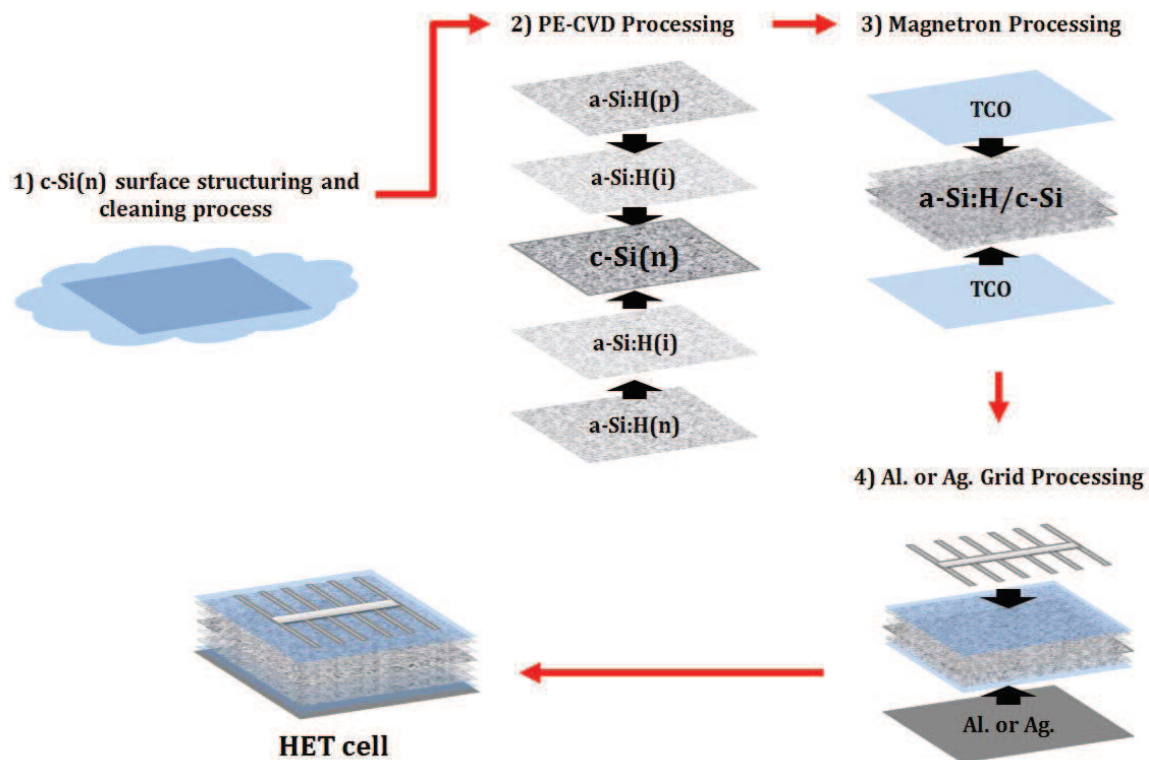 2) PE-CVD Processing
3) Magnetron Processing
a-Si:H(p)
a-Si:H(i)
c-Si(n)
a-Si:H(i)
a-Si:H(n)
TCO
a-Si:H/c-Si
TCO
1) c-Si(n) surface structuring and
cleaning process
4) Al. or Ag. Grid Processing
Al. or Ag.
HET cell